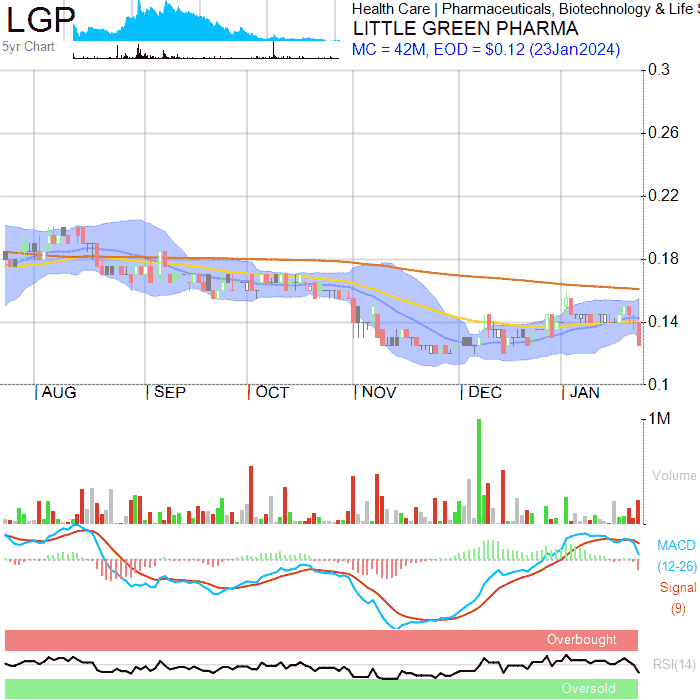 LGP
5yr Chart
Health Care | Pharmaceuticals, Biotechnology & Life S
LITTLE GREEN PHARMA
MC = 42M, EOD = $0.12 (23Jan2024)
0.3
0.26
0.22
0.18
0.14
0.1
AUG SEP OCT NOV DEC JAN
1M
Volume
MACD
(12-26)
Signal
(9)
Overbought
RSI(14)
Oversold